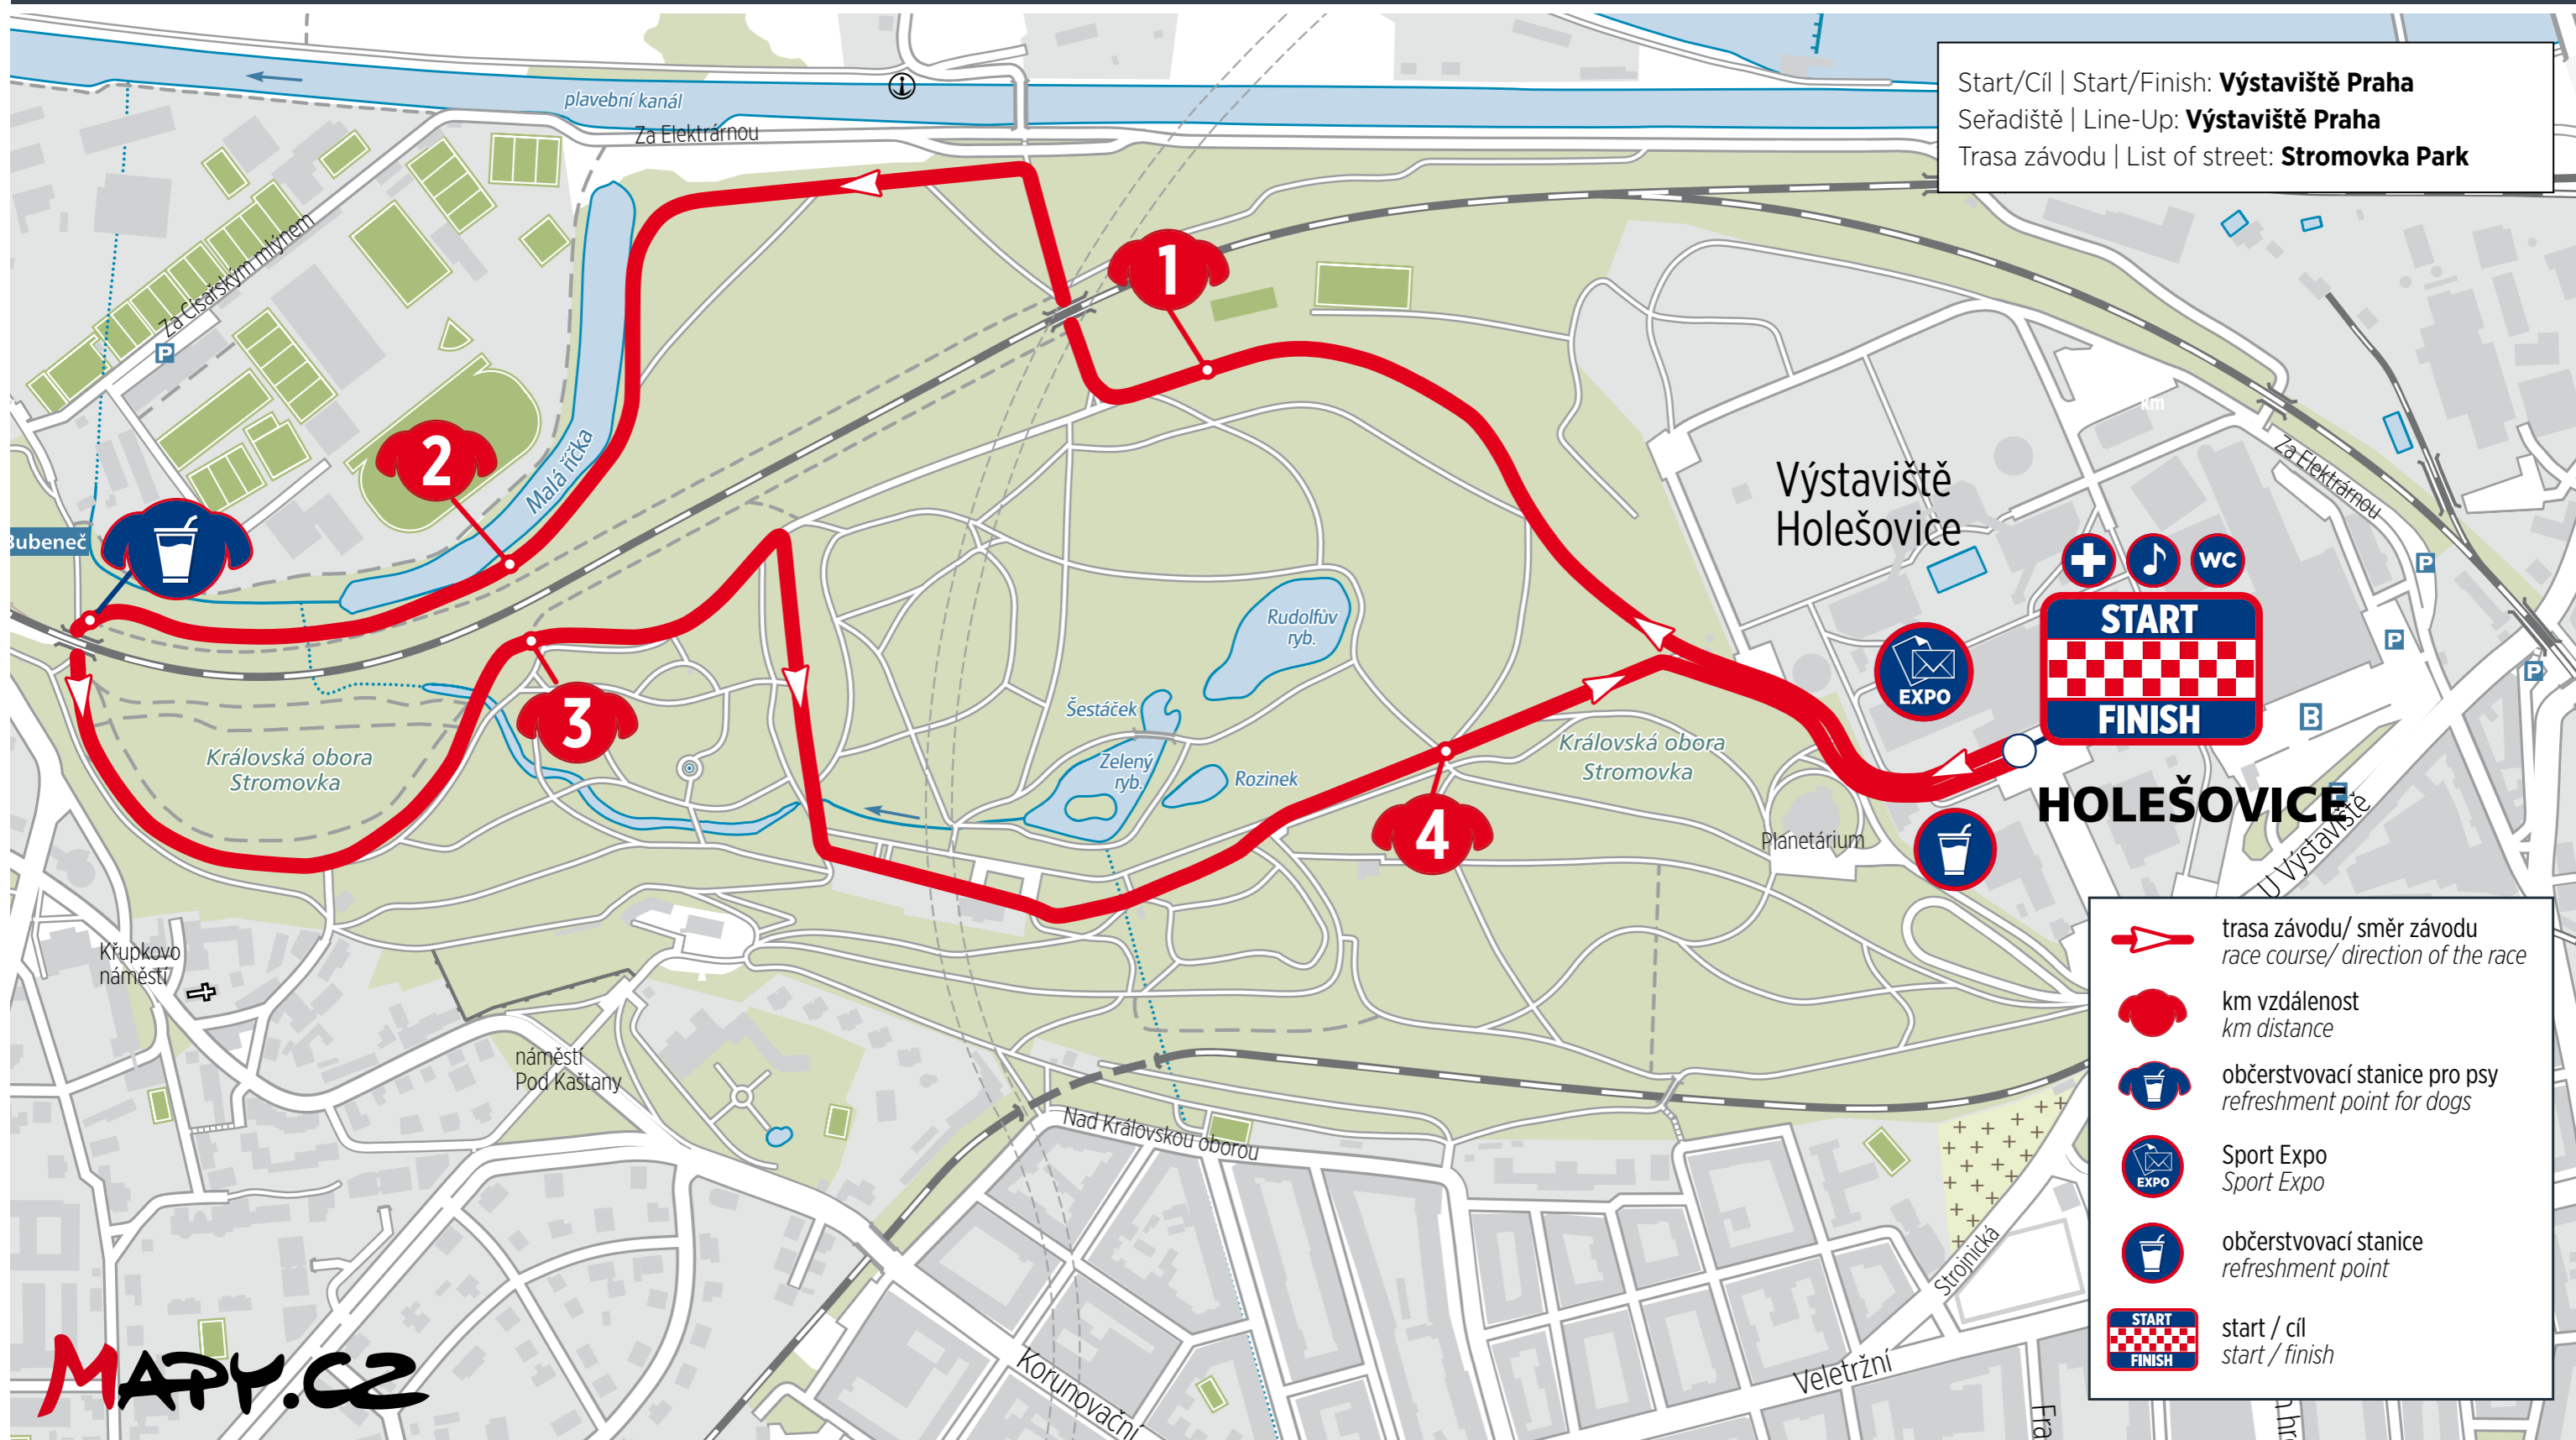 Start/Cíl | Start/Finish: Výstaviště Praha
Seřadiště | Line-Up: Výstaviště Praha
Trasa závodu | List of street: Stromovka Park
plavební kanál
Za Elektrárnou
Za Císařským mlýnem
P
1
km
2
Malá říčka
Bubeneč
Výstaviště
Holešovice
Za Elektrárnou
P
WC
START
FINISH
EXPO
P
P
B
P
HOLEŠOVICE
U Výstaviště
Rudolfův
ryb.
Šestáček
Zelený
ryb.
Rozinek
3
Královská obora
Stromovka
Královská obora
Stromovka
4
Planetárium
Křupkovo
náměstí
náměstí
Pod Kaštany
Nad Královskou oborou
Strojnická
Veletržní
Korunovační
Fra
MAPY.CZ
trasa závodu/ směr závodu
race course/ direction of the race
km vzdálenost
km distance
občerstvovací stanice pro psy
refreshment point for dogs
EXPO
Sport Expo
Sport Expo
občerstvovací stanice
refreshment point
START
FINISH
start / cíl
start / finish